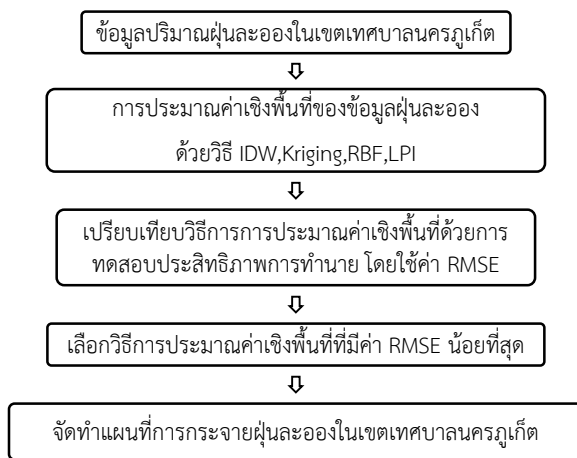 ข้อมูลปริมาณฝุ่นละอองในเขตเทศบาลนครภูเก็ต
การประมาณค่าเชิงพื้นที่ของข้อมูลฝุ่นละออง
ด้วยวิธี IDW,Kriging,RBF,LPI
เปรียบเทียบวิธีการการประมาณค่าเชิงพื้นที่ด้วยการ
ทดสอบประสิทธิภาพการทำนาย โดยใช้ค่า RMSE
เลือกวิธีการประมาณค่าเชิงพื้นที่ที่มีค่า RMSE น้อยที่สุด
จัดทำแผนที่การกระจายฝุ่นละอองในเขตเทศบาลนครภูเก็ต